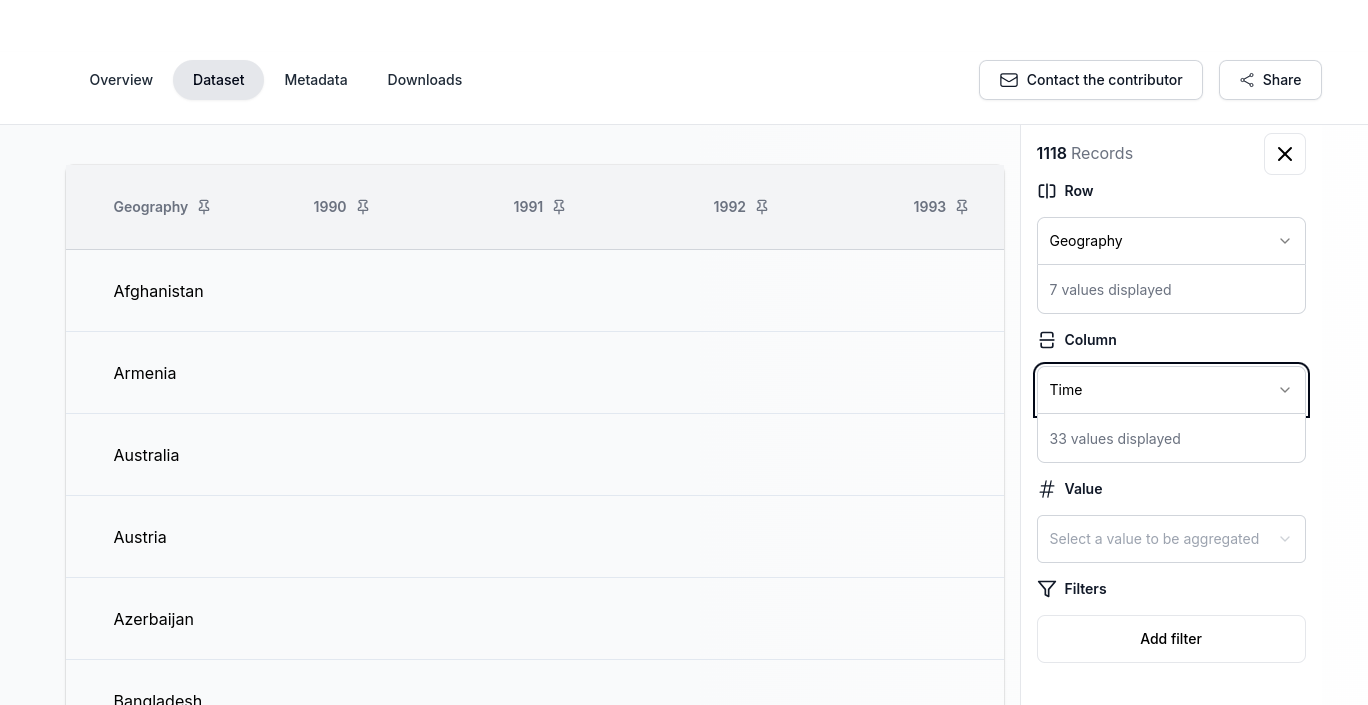 Overview Dataset Metadata Downloads Contact the contributor Share
1118 Records
Row
Geography
7 values displayed
Column
Time
33 values displayed
Value
Select a value to be aggregated
Filters
Add filter
Geography 1990 1991 1992 1993
Afghanistan
Armenia
Australia
Austria
Azerbaijan
Bangladesh